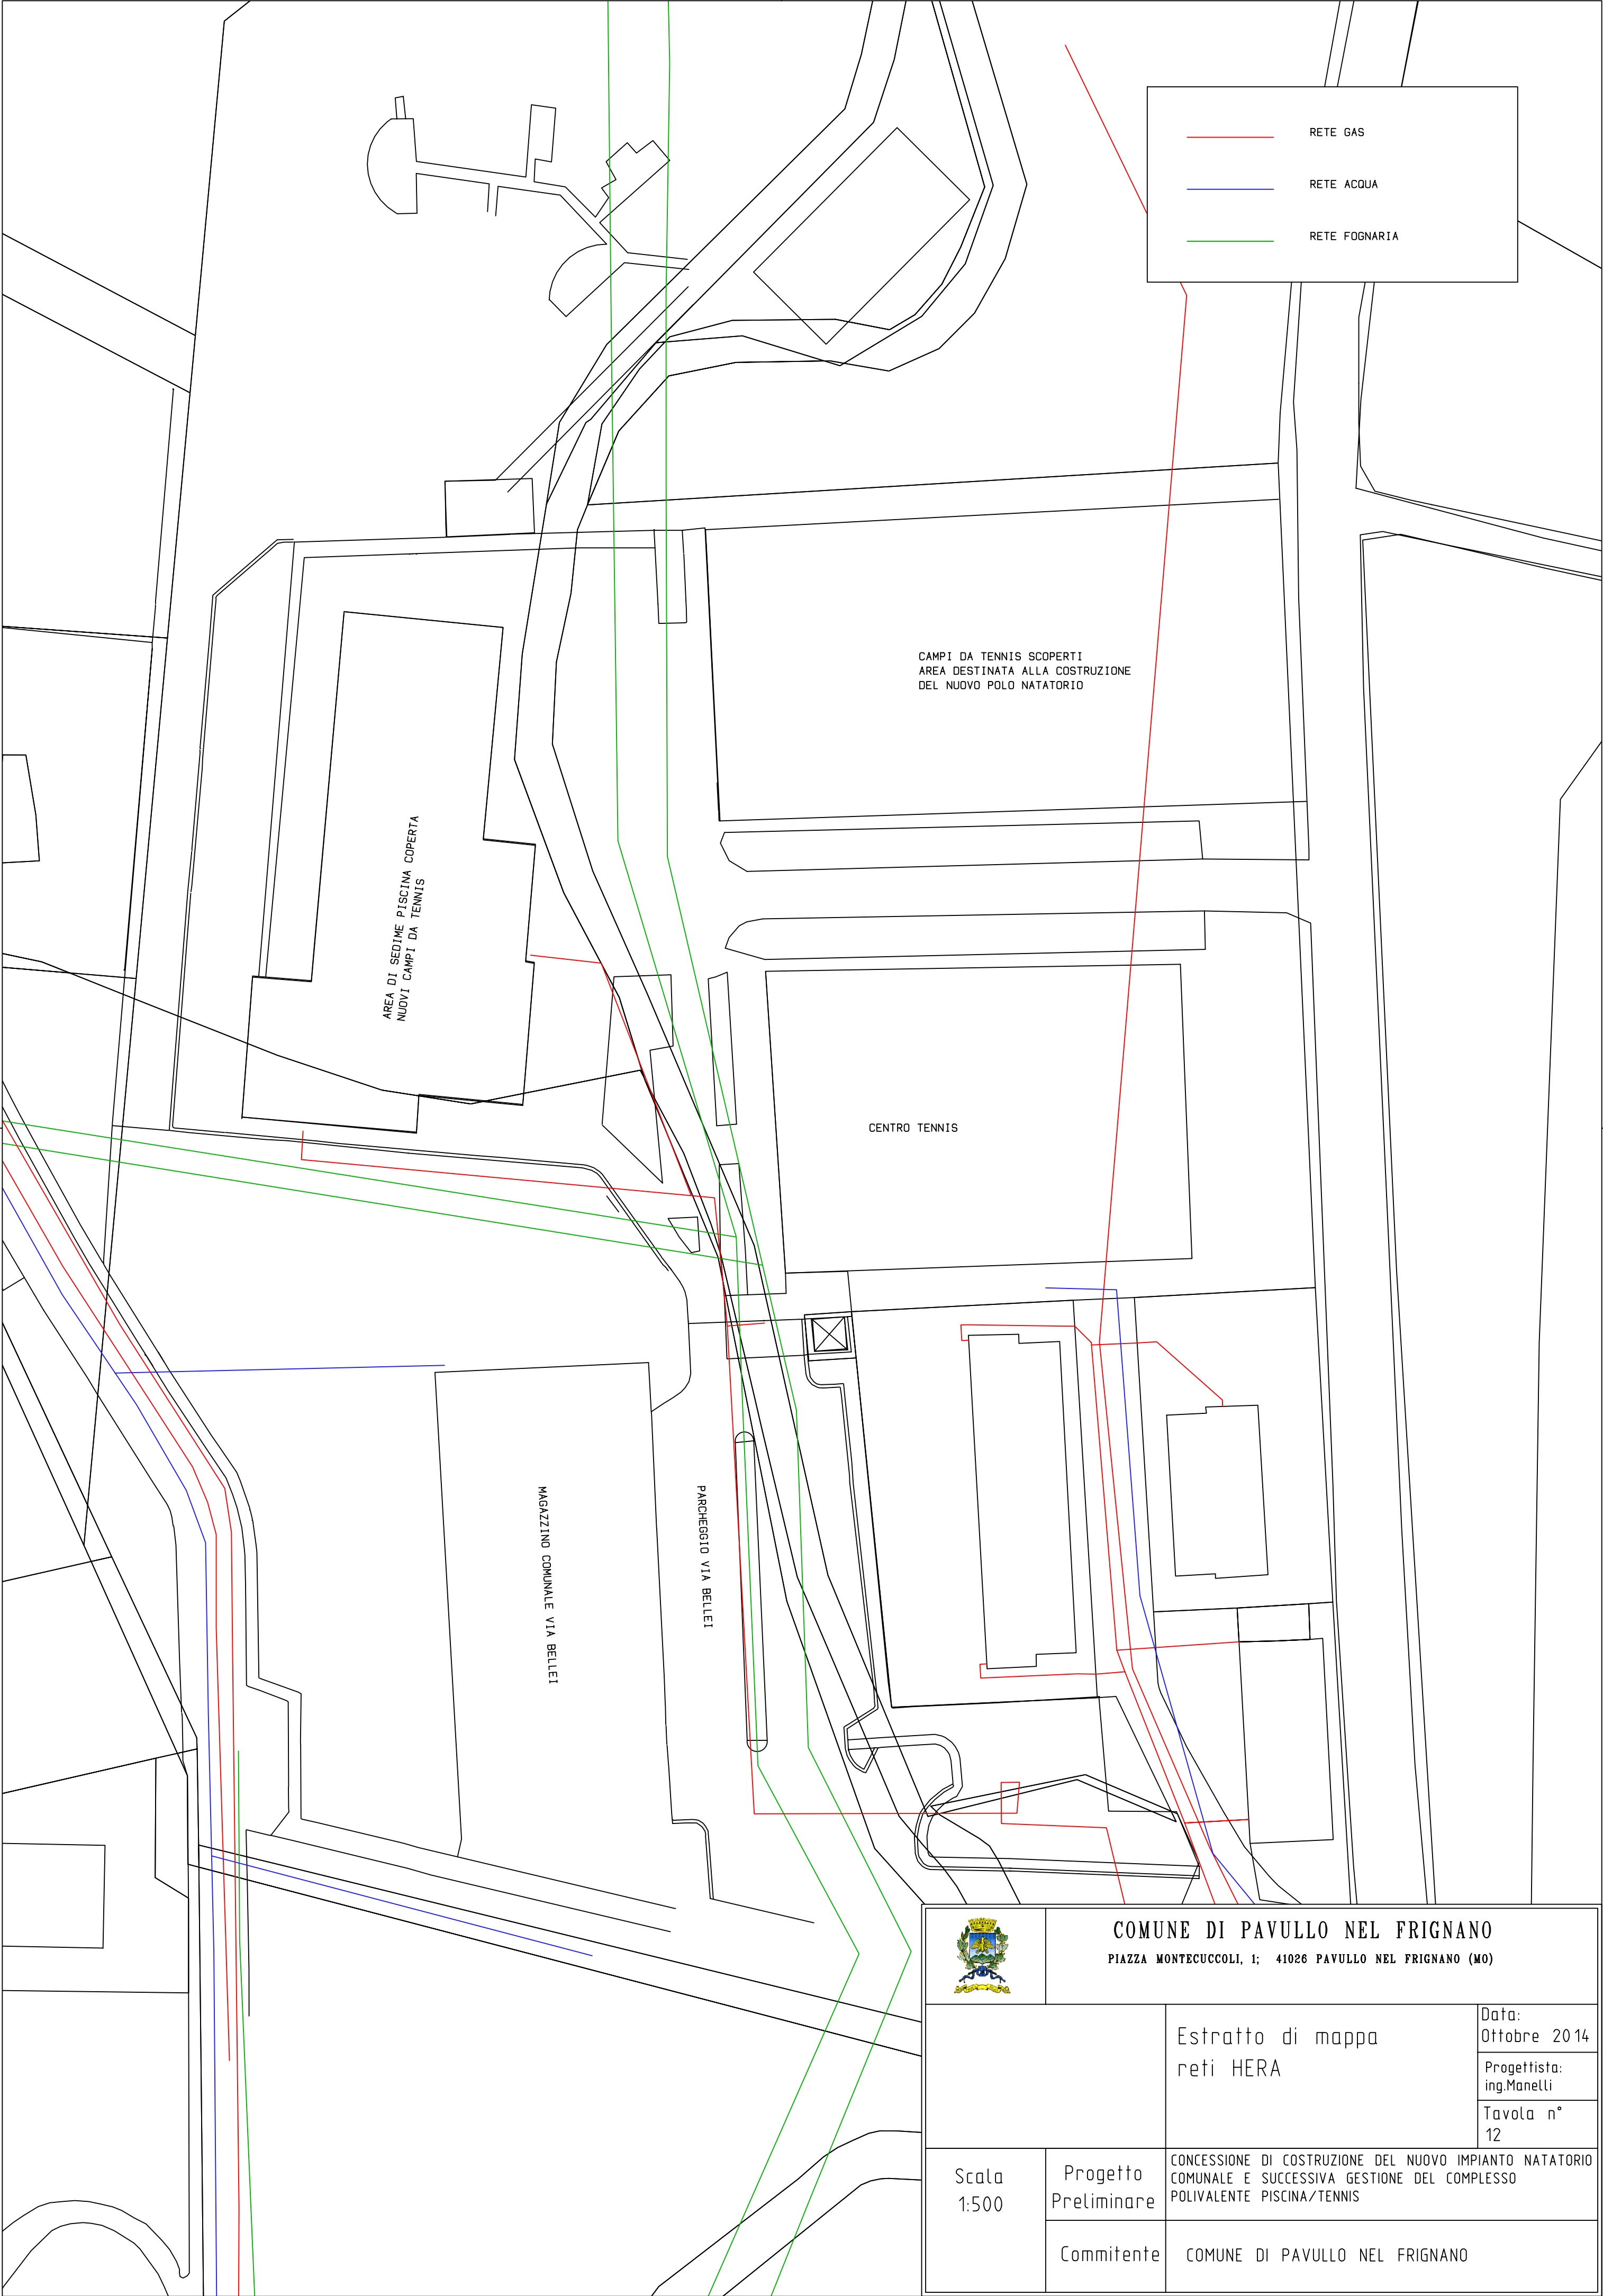 RETE GAS
RETE ACQUA
RETE FOGNARIA
CAMPI DA TENNIS SCOPERTI
AREA DESTINATA ALLA COSTRUZIONE
DEL NUOVO POLO NATATORIO
AREA DI SEDIME PISCINA COPERTA
NUOVI CAMPI DA TENNIS
CENTRO TENNIS
MAGAZZINO COMUNALE VIA BELLEI
PARCHEGGIO VIA BELLEI
COMUNE DI PAVULLO NEL FRIGNANO
PIAZZA MONTECUCCOLI, 1; 41026 PAVULLO NEL FRIGNANO (MO)
Estratto di mappa
reti HERA
Data:
Ottobre 2014
Progettista:
ing.Manelli
Tavola n°
12
Scala
1:500
Progetto
Preliminare
CONCESSIONE DI COSTRUZIONE DEL NUOVO IMPIANTO NATATORIO
COMUNALE E SUCCESSIVA GESTIONE DEL COMPLESSO
POLIVALENTE PISCINA/TENNIS
Commitente
COMUNE DI PAVULLO NEL FRIGNANO